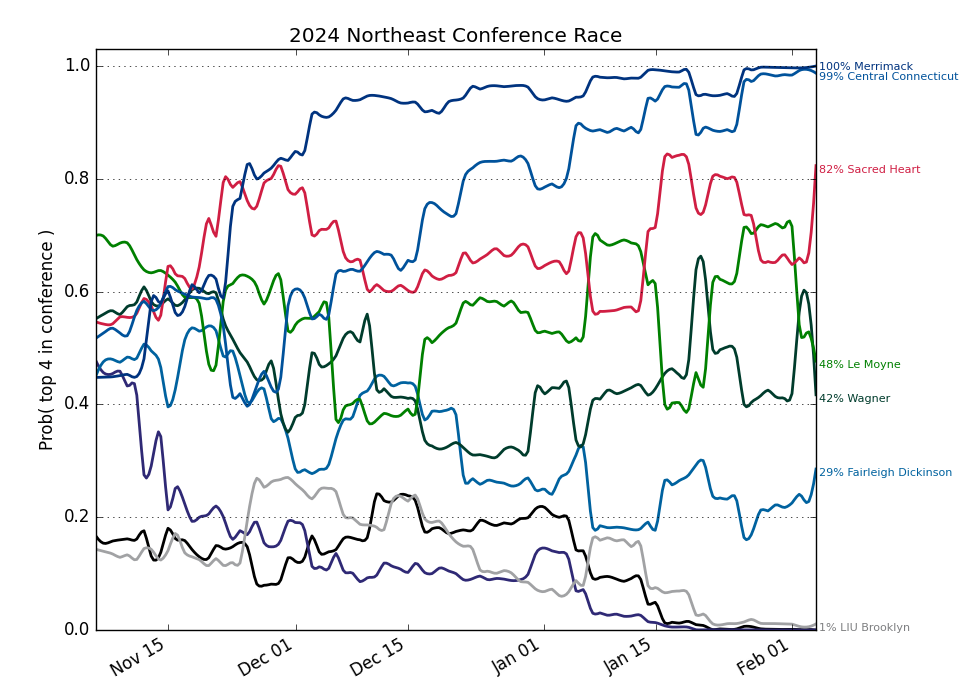 2024 Northeast Conference Race
Prob( top 4 in conference )
1.0
0.8
0.6
0.4
0.2
0.0
Nov 15
Dec 01
Dec 15
Jan 01
Jan 15
Feb 01
100% Merrimack
99% Central Connecticut
82% Sacred Heart
48% Le Moyne
42% Wagner
29% Fairleigh Dickinson
1% LIU Brooklyn